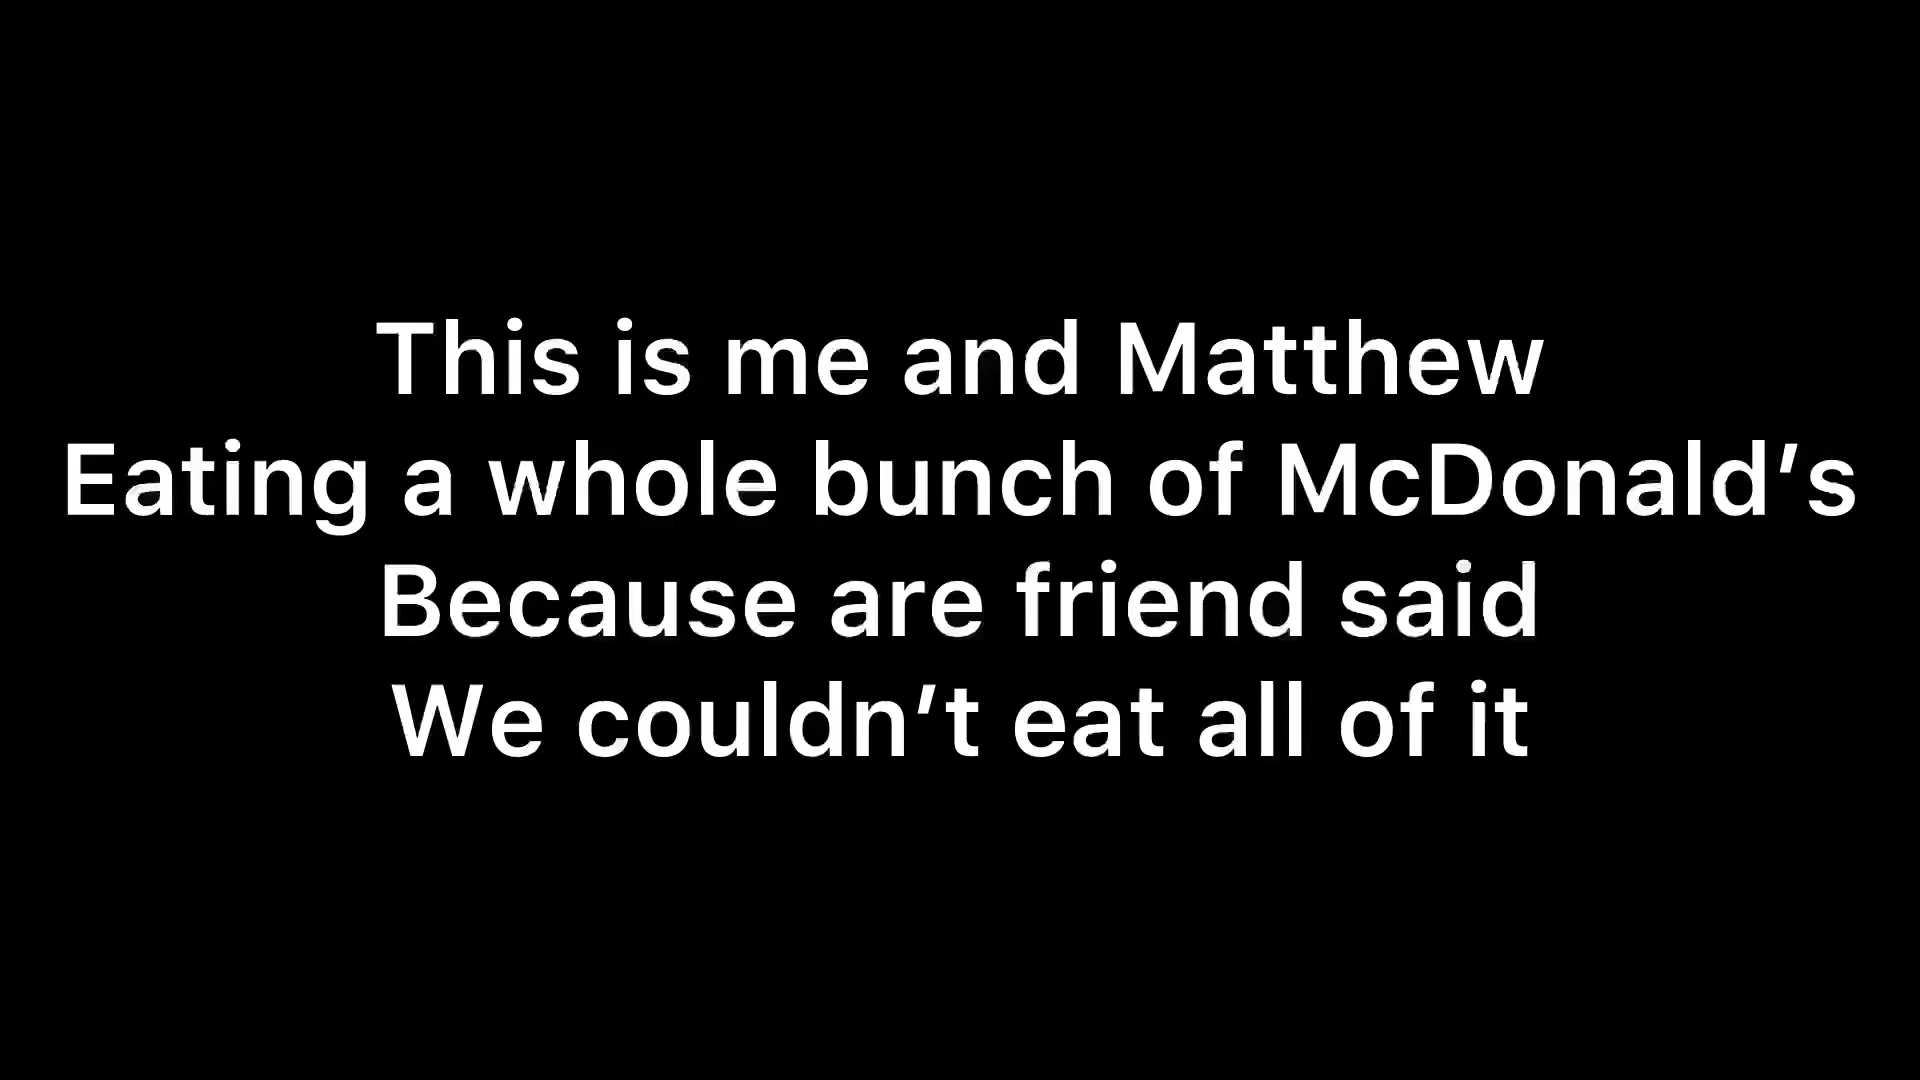 This is me and Matthew
Eating a whole bunch of McDonald’s
Because are friend said
We couldn’t eat all of it